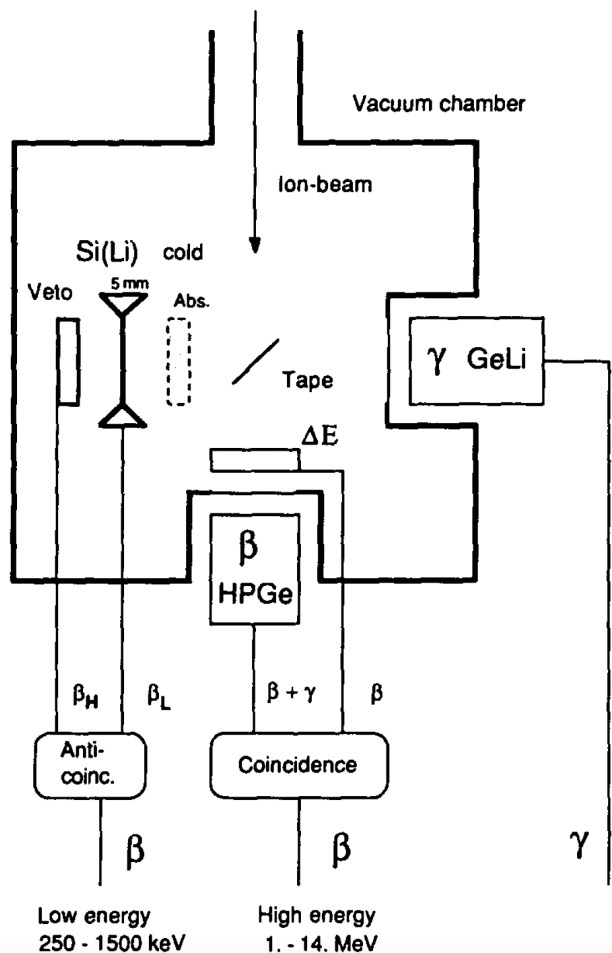 Vacuum chamber
Ion-beam
Si(Li) cold
5 mm
Veto
Abs.
γ GeLi
Tape
ΔE
β
HPGe
β_H
β_L
β + γ
β
Anti-
coinc.
Coincidence
β
β
γ
Low energy
250 - 1500 keV
High energy
1. - 14. MeV